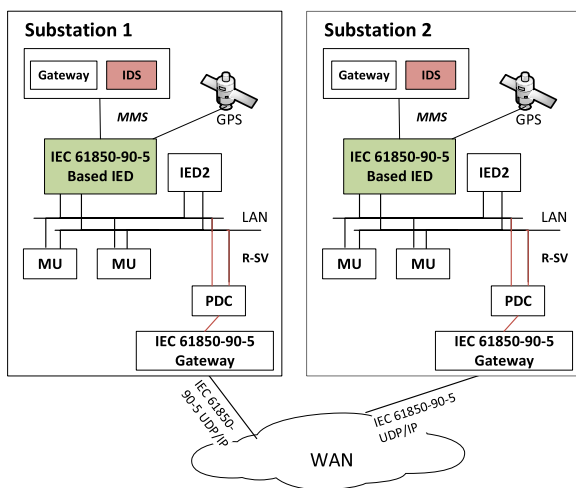 Substation 1
Gateway
IDS
MMS
GPS
IEC 61850-90-5
Based IED
IED2
LAN
MU
MU
R-SV
PDC
IEC 61850-90-5
Gateway
Substation 2
Gateway
IDS
MMS
GPS
IEC 61850-90-5
Based IED
IED2
LAN
MU
MU
R-SV
PDC
IEC 61850-90-5
Gateway
IEC 61850-
90-5 UDP/IP
IEC 61850-90-5
UDP/IP
WAN